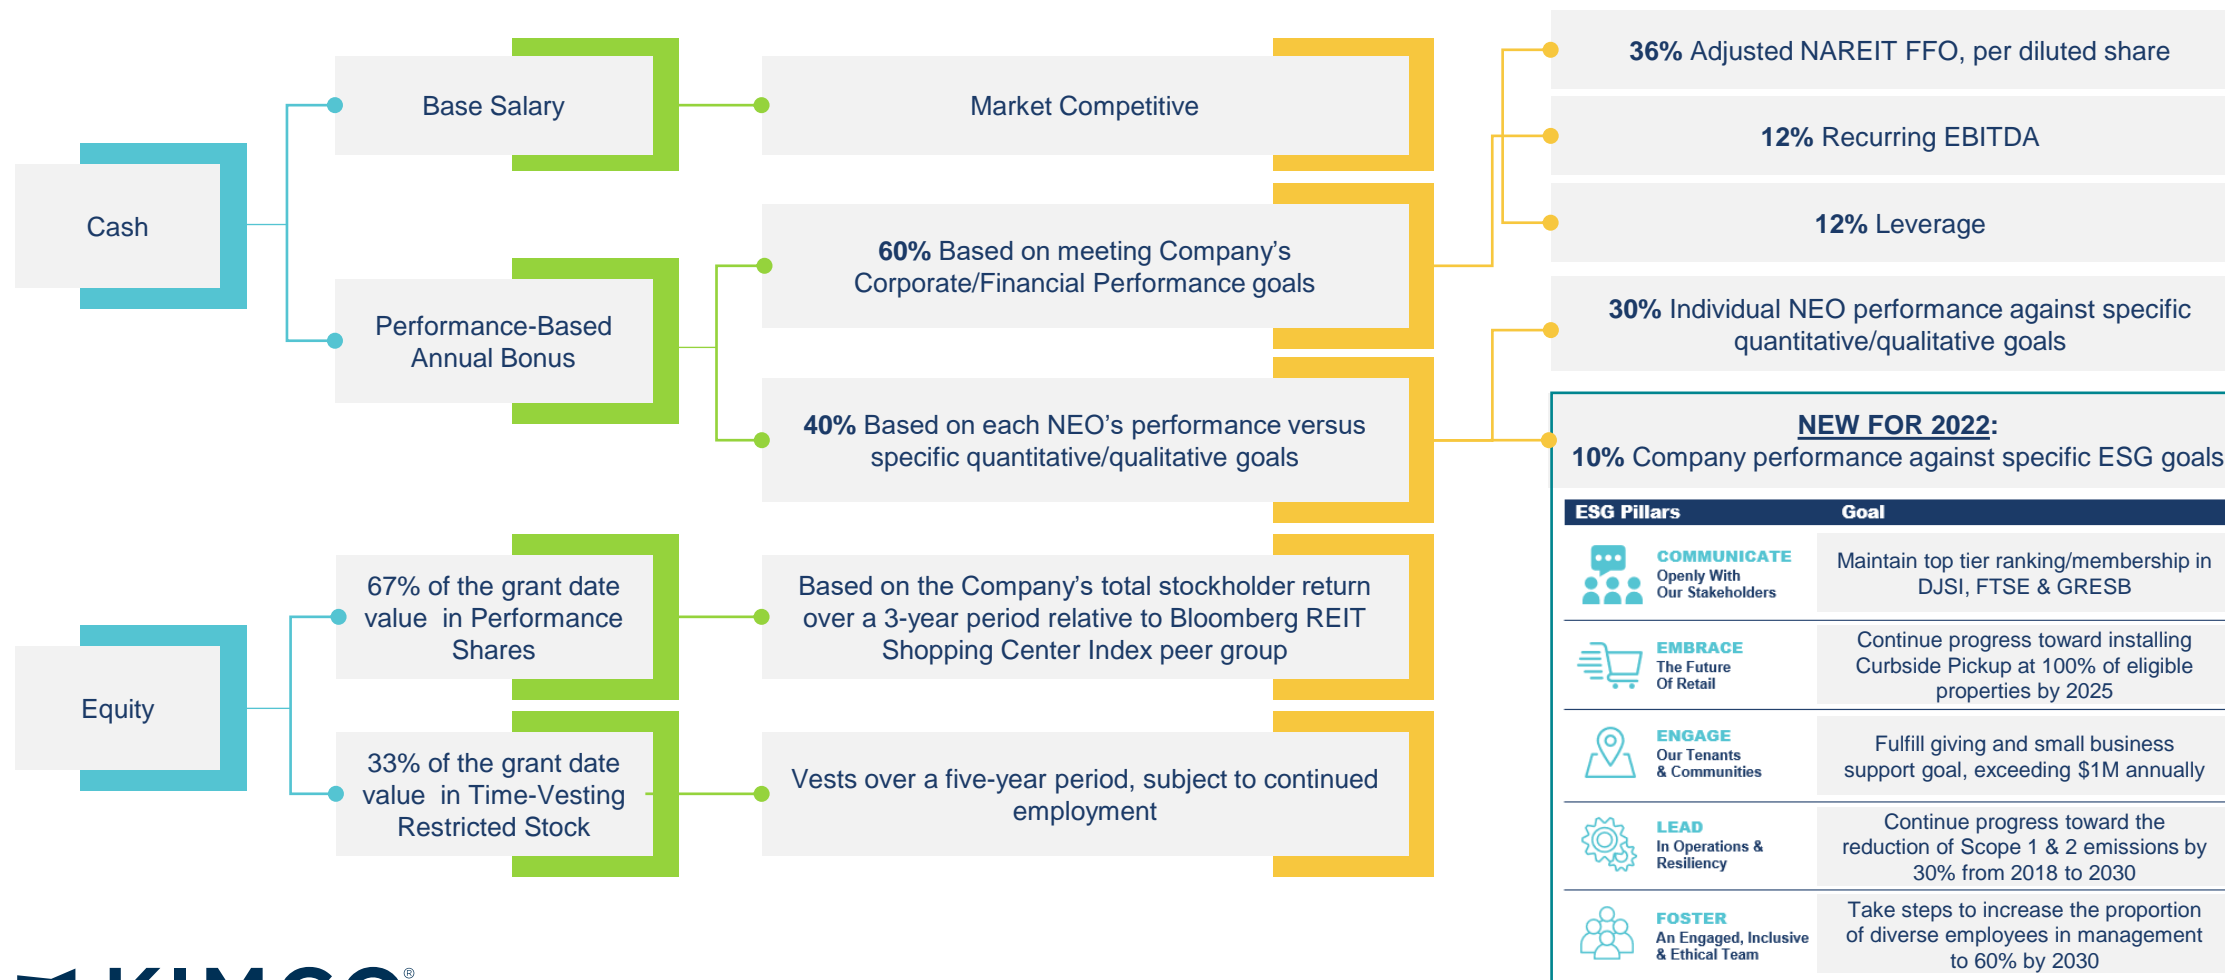 Cash
Base Salary
Market Competitive
Performance-Based
Annual Bonus
60% Based on meeting Company’s
Corporate/Financial Performance goals
40% Based on each NEO’s performance versus
specific quantitative/qualitative goals
36% Adjusted NAREIT FFO, per diluted share
12% Recurring EBITDA
12% Leverage
30% Individual NEO performance against specific
quantitative/qualitative goals
NEW FOR 2022:
10% Company performance against specific ESG goals
ESG Pillars Goal
COMMUNICATE
Openly With
Our Stakeholders
Maintain top tier ranking/membership in
DJSI, FTSE & GRESB
EMBRACE
The Future
Of Retail
Continue progress toward installing
Curbside Pickup at 100% of eligible
properties by 2025
ENGAGE
Our Tenants
& Communities
Fulfill giving and small business
support goal, exceeding $1M annually
LEAD
In Operations &
Resiliency
Continue progress toward the
reduction of Scope 1 & 2 emissions by
30% from 2018 to 2030
FOSTER
An Engaged, Inclusive
& Ethical Team
Take steps to increase the proportion
of diverse employees in management
to 60% by 2030
Equity
67% of the grant date
value in Performance
Shares
Based on the Company’s total stockholder return
over a 3-year period relative to Bloomberg REIT
Shopping Center Index peer group
33% of the grant date
value in Time-Vesting
Restricted Stock
Vests over a five-year period, subject to continued
employment
KIMCO®